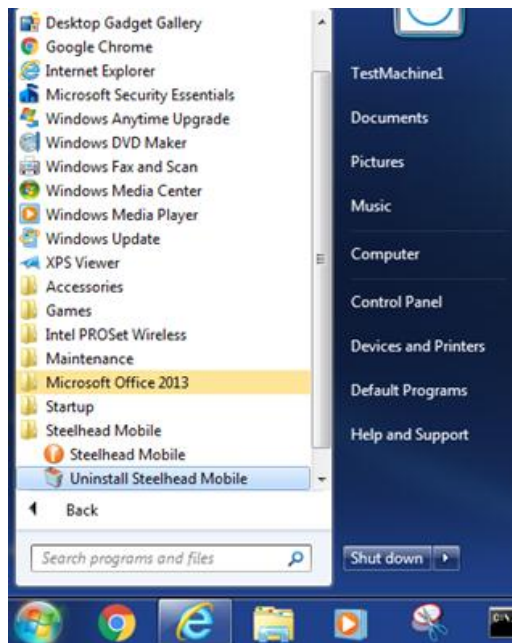 Desktop Gadget Gallery
Google Chrome
Internet Explorer
Microsoft Security Essentials
Windows Anytime Upgrade
Windows DVD Maker
Windows Fax and Scan
Windows Media Center
Windows Media Player
Windows Update
XPS Viewer
Accessories
Games
Intel PROSet Wireless
Maintenance
Microsoft Office 2013
Startup
Steelhead Mobile
Steelhead Mobile
Uninstall Steelhead Mobile
Back
Search programs and files
TestMachine1
Documents
Pictures
Music
Computer
Control Panel
Devices and Printers
Default Programs
Help and Support
Shut down